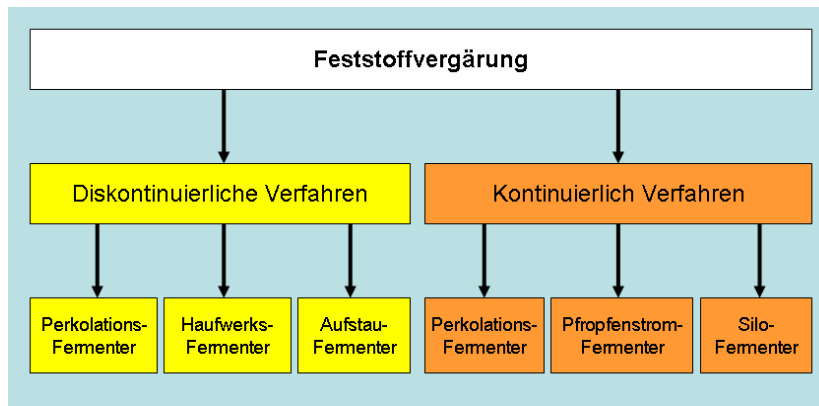 Feststoffvergärung
Diskontinuierliche Verfahren
Kontinuierlich Verfahren
Perkolations-
Fermenter
Haufwerks-
Fermenter
Aufstau-
Fermenter
Perkolations-
Fermenter
Pfropfenstrom-
Fermenter
Silo-
Fermenter